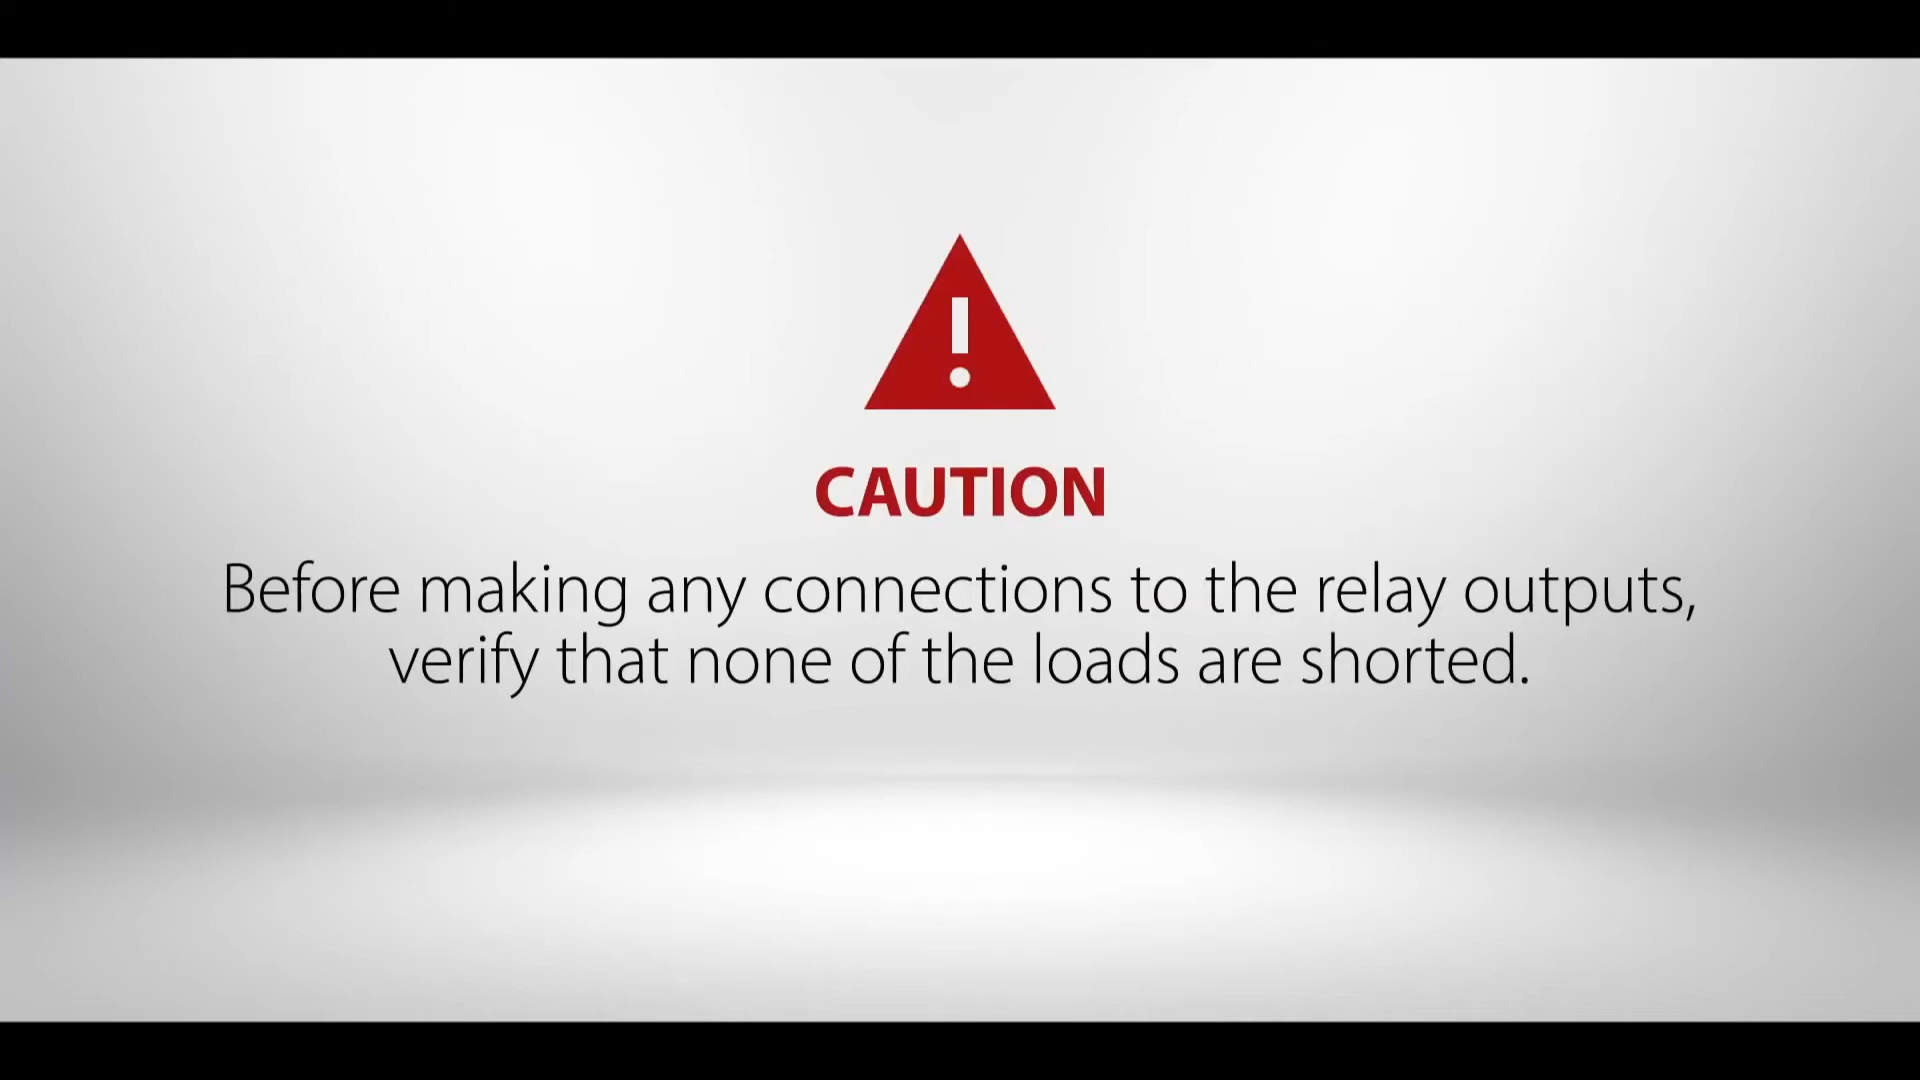 CAUTION
Before making any connections to the relay outputs,
verify that none of the loads are shorted.